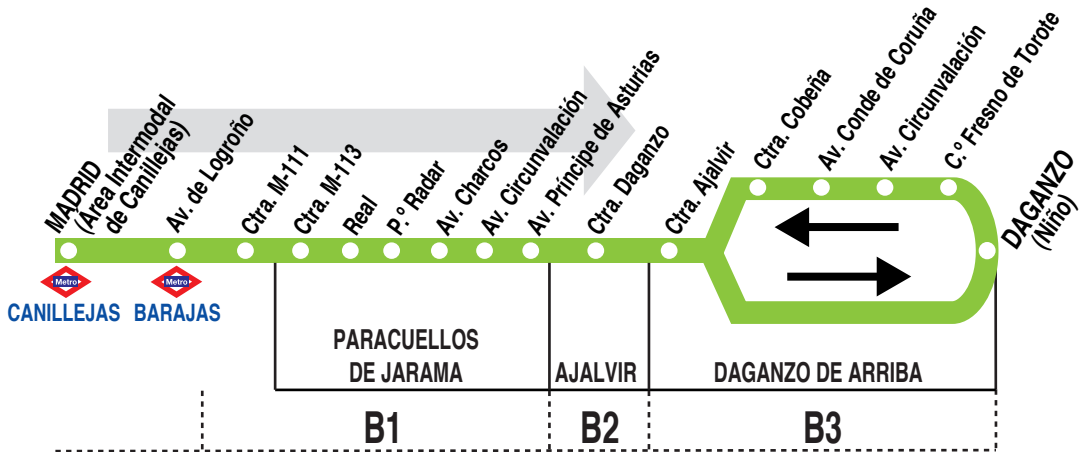 MADRID
(Área Intermodal
de Canillejas)
Av. de Logroño
Ctra. M-111
Ctra. M-113
Real
P.º Radar
Av. Charcos
Av. Circunvalación
Av. Príncipe de Asturias
Ctra. Daganzo
Ctra. Ajalvir
Ctra. Cobeña
Av. Conde de Coruña
Av. Circunvalación
C.º Fresno de Torote
DAGANZO
(Niño)
Metro
Metro
CANILLEJAS
BARAJAS
PARACUELLOS
DE JARAMA
AJALVIR
DAGANZO DE ARRIBA
B1
B2
B3